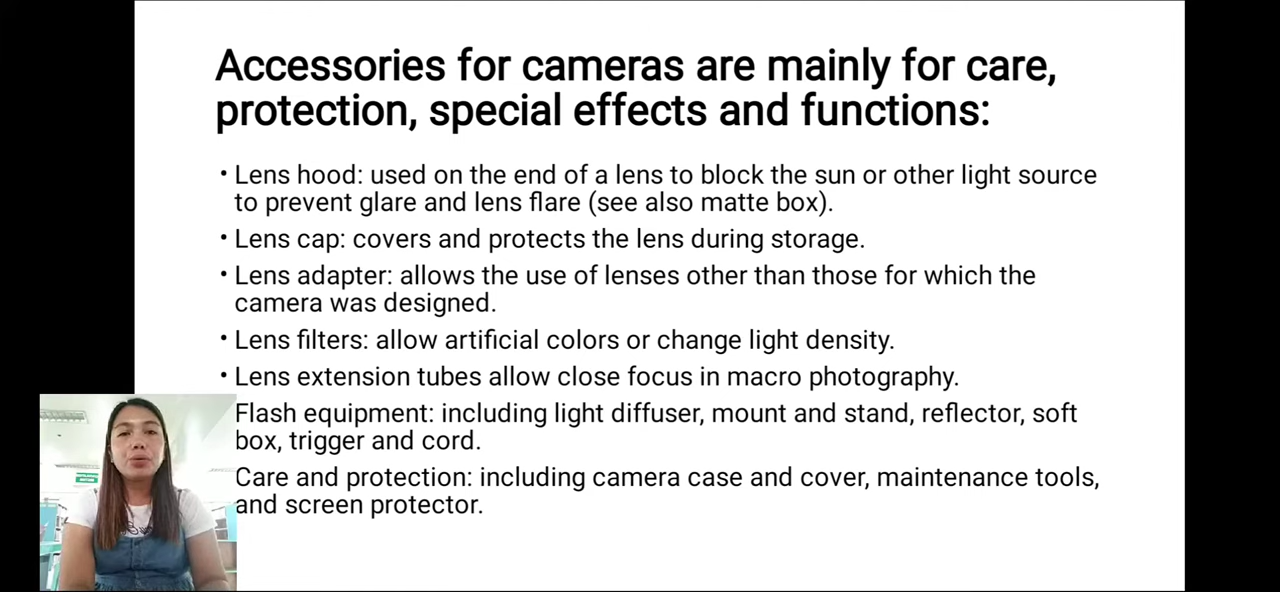 Accessories for cameras are mainly for care,
protection, special effects and functions:
• Lens hood: used on the end of a lens to block the sun or other light source
to prevent glare and lens flare (see also matte box).
• Lens cap: covers and protects the lens during storage.
• Lens adapter: allows the use of lenses other than those for which the
camera was designed.
• Lens filters: allow artificial colors or change light density.
• Lens extension tubes allow close focus in macro photography.
Flash equipment: including light diffuser, mount and stand, reflector, soft
box, trigger and cord.
Care and protection: including camera case and cover, maintenance tools,
and screen protector.